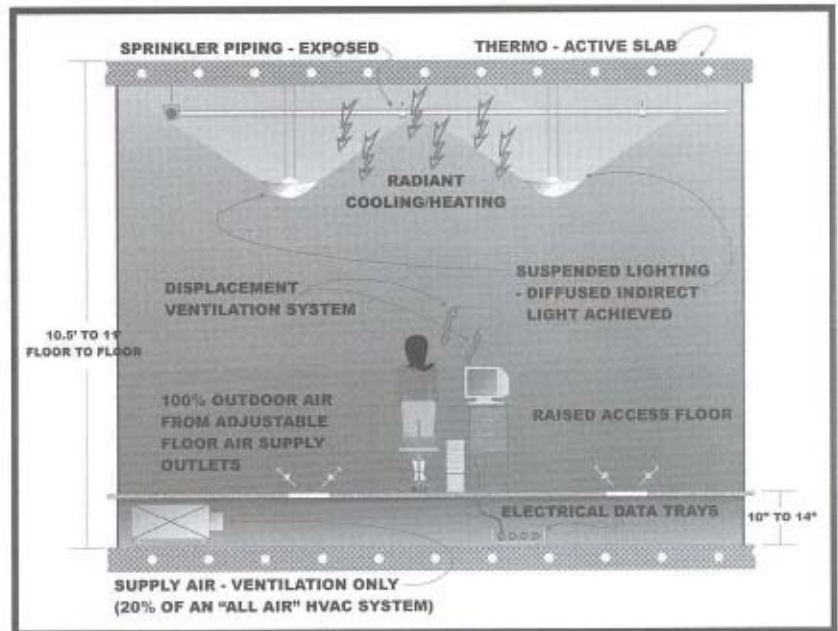 SPRINKLER PIPING - EXPOSED
THERMO - ACTIVE SLAB
RADIANT
COOLING/HEATING
DISPLACEMENT
VENTILATION SYSTEM
SUSPENDED LIGHTING
- DIFFUSED INDIRECT
LIGHT ACHIEVED
10.5' TO 11'
FLOOR TO FLOOR
100% OUTDOOR AIR
FROM ADJUSTABLE
FLOOR AIR SUPPLY
OUTLETS
RAISED ACCESS FLOOR
ELECTRICAL DATA TRAYS
10" TO 14"
SUPPLY AIR - VENTILATION ONLY
(20% OF AN "ALL AIR" HVAC SYSTEM)